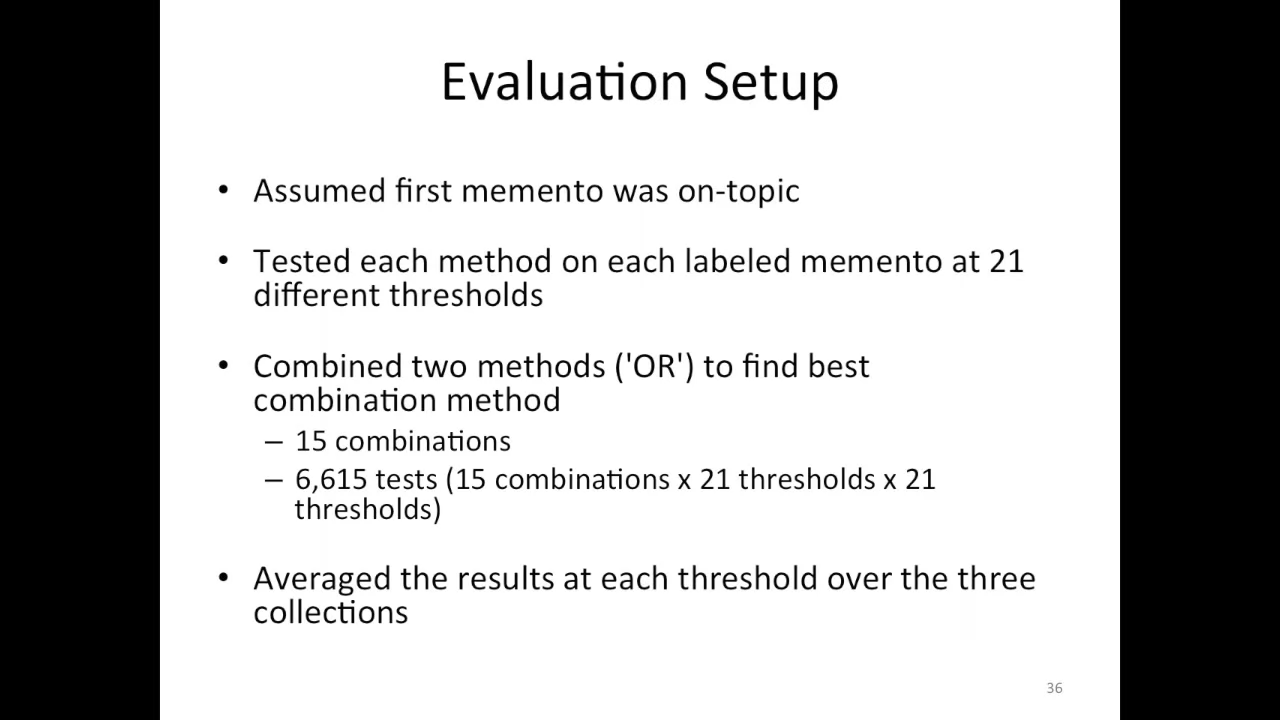 Evaluation Setup
• Assumed first memento was on-topic
• Tested each method on each labeled memento at 21
different thresholds
• Combined two methods ('OR') to find best
combination method
– 15 combinations
– 6,615 tests (15 combinations x 21 thresholds x 21
thresholds)
• Averaged the results at each threshold over the three
collections
36